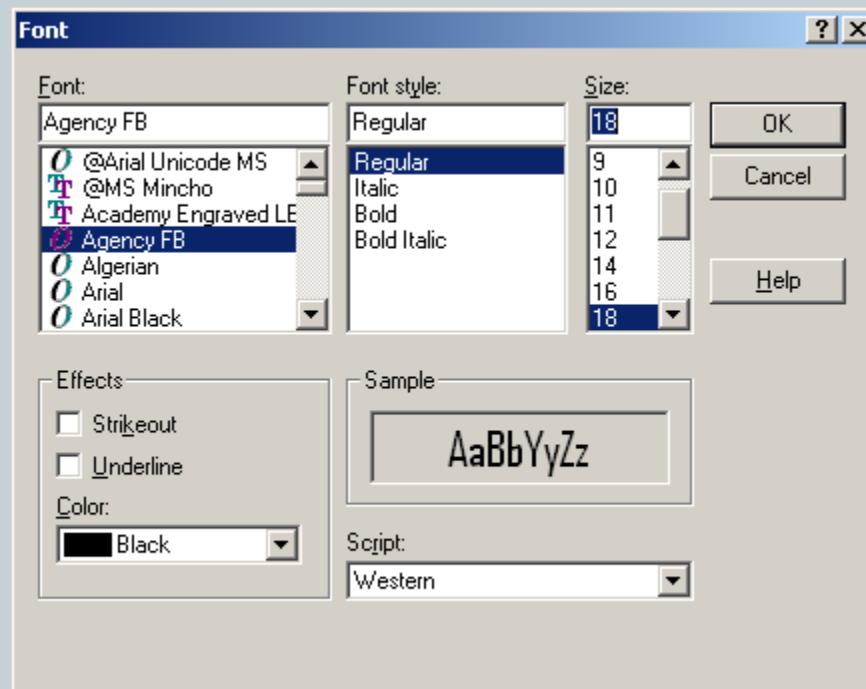 Font
Font: Font style: Size:
Agency FB Regular 18 OK
@Arial Unicode MS Regular 9
@MS Mincho Italic 10 Cancel
Academy Engraved LE Bold 11
Agency FB Bold Italic 12
Algerian 14
Arial 16 Help
Arial Black 18
Effects Sample
Strikeout
AaBbYyZz
Underline
Color:
Black Script:
Western